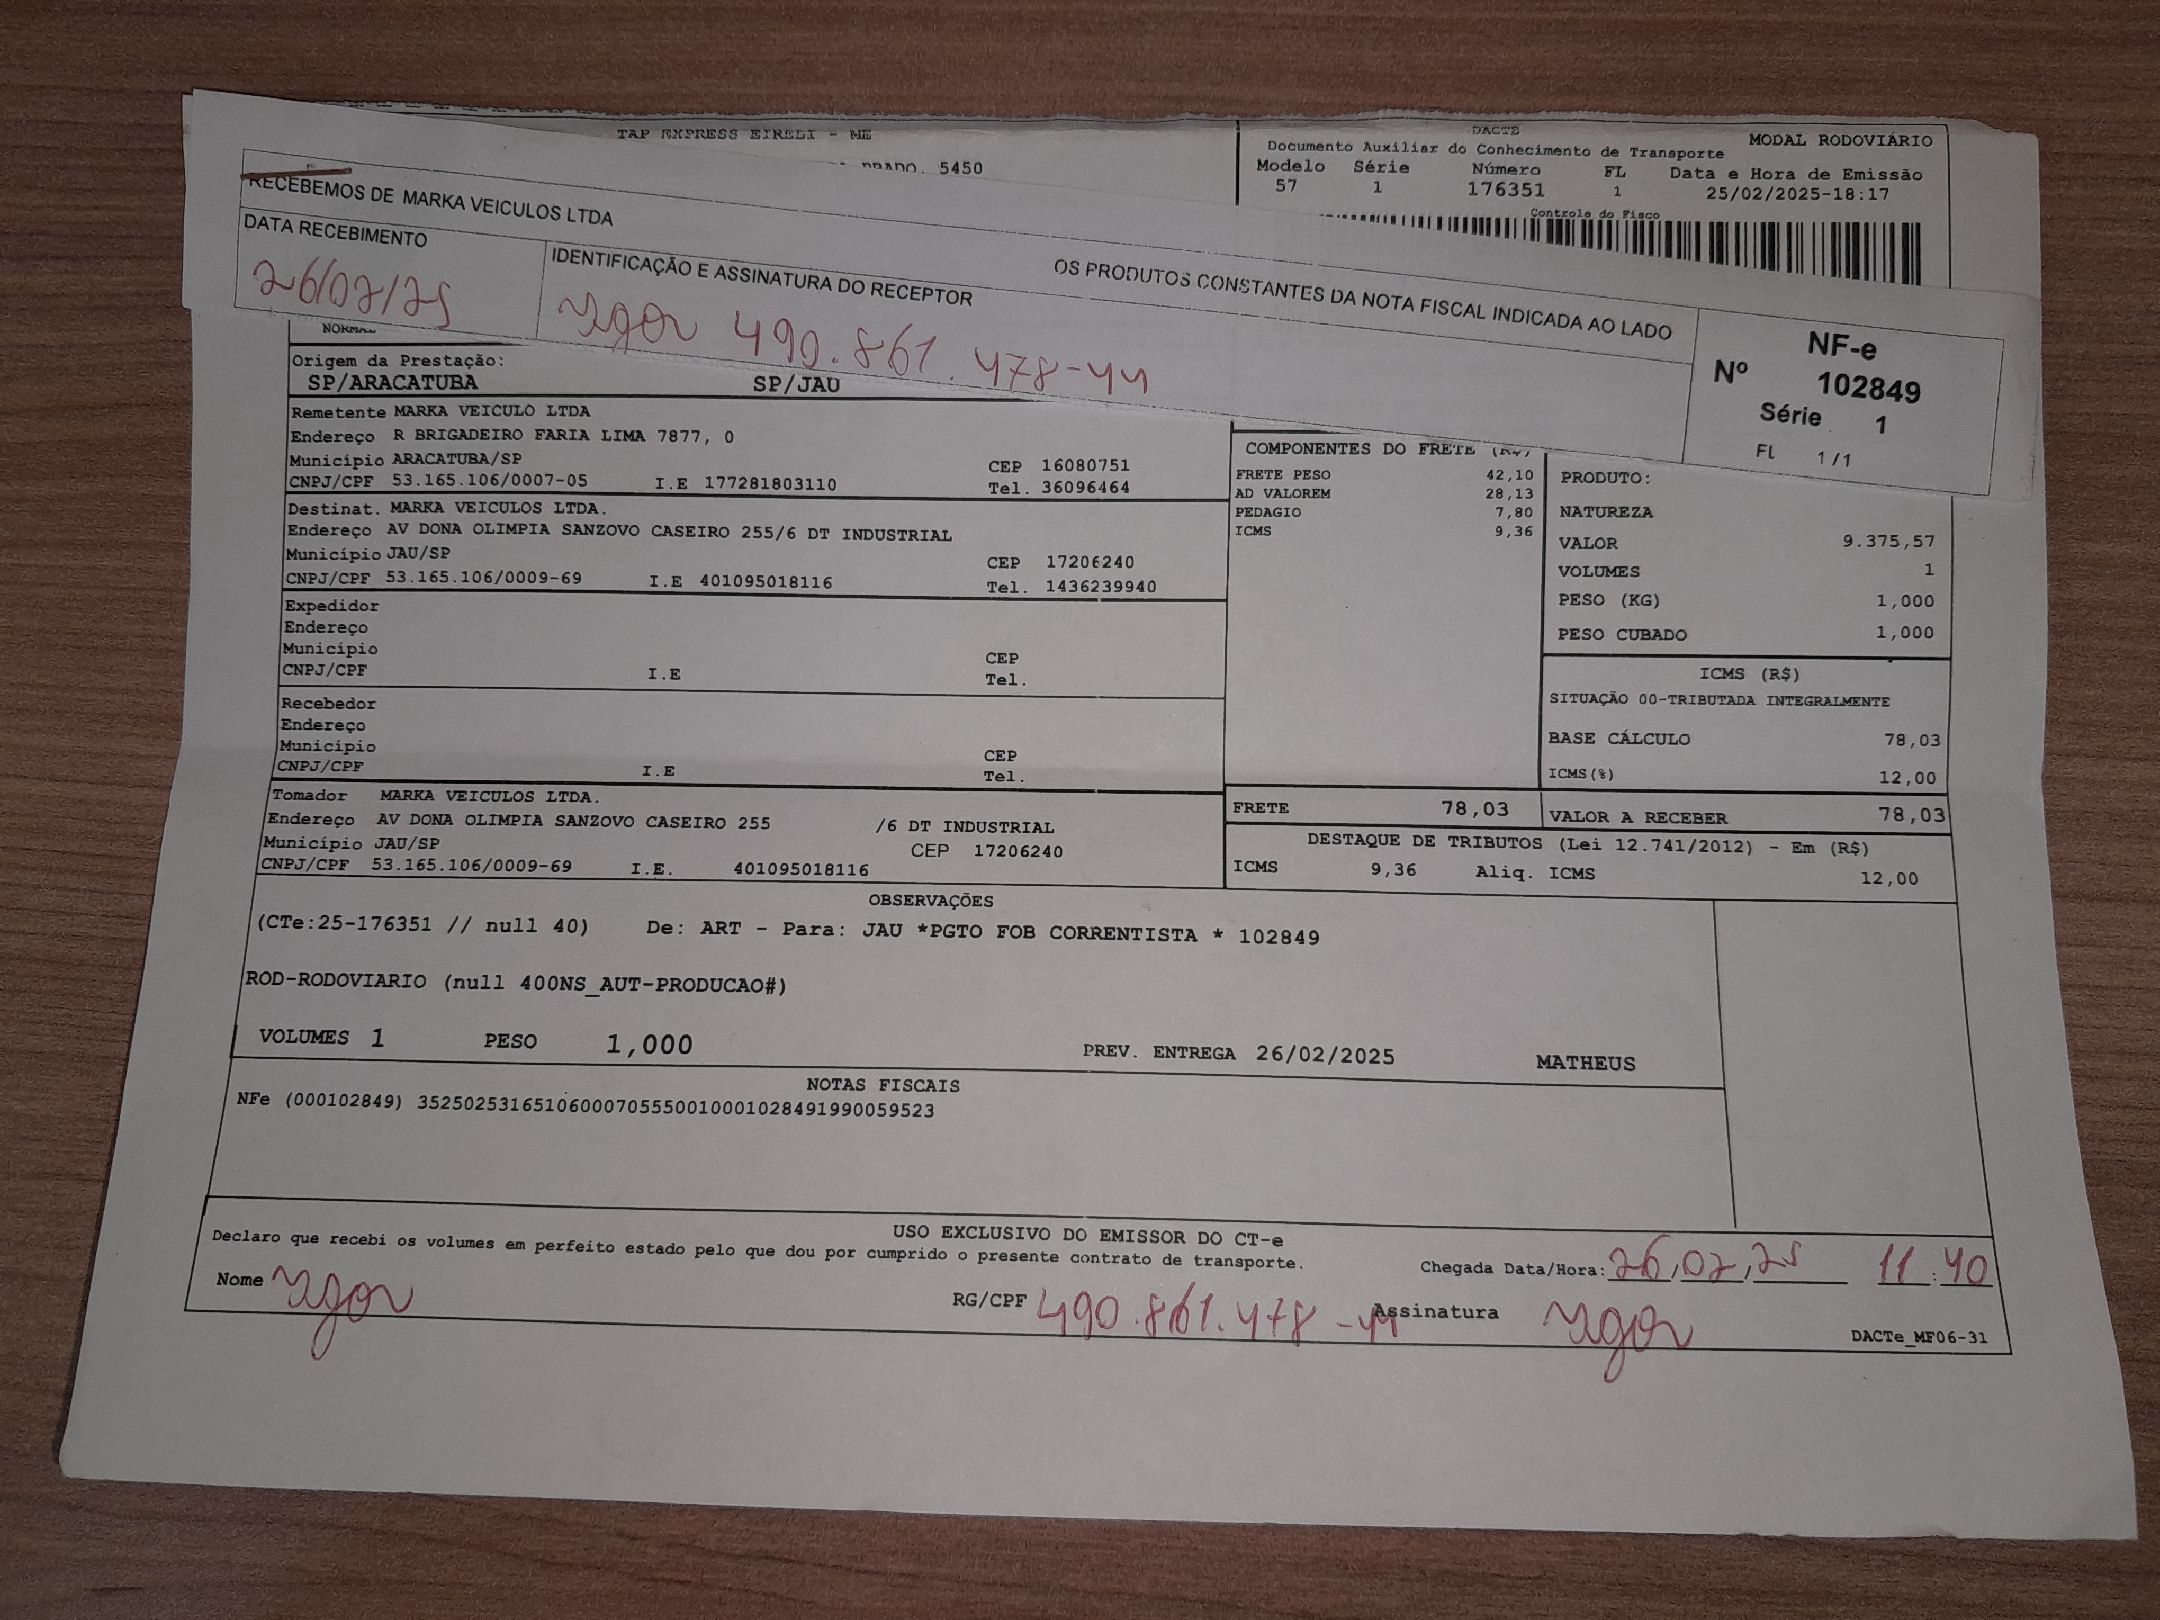 TAP EXPRESS EIRELI - ME
PRADO, 5450
DACTE
Documento Auxiliar do Conhecimento de Transporte
MODAL RODOVIÁRIO
Modelo Série Número FL Data e Hora de Emissão
57 1 176351 1 25/02/2025-18:17
Controle do Fisco
RECEBEMOS DE MARKA VEICULOS LTDA
OS PRODUTOS CONSTANTES DA NOTA FISCAL INDICADA AO LADO
DATA RECEBIMENTO
26/02/25
IDENTIFICAÇÃO E ASSINATURA DO RECEPTOR
Igor 490.861.478-44
NF-e
Nº 102849
Série 1
FL 1/1
Origem da Prestação:
SP/ARACATUBA SP/JAU
Remetente MARKA VEICULO LTDA
Endereço R BRIGADEIRO FARIA LIMA 7877, 0
Município ARACATUBA/SP CEP 16080751
CNPJ/CPF 53.165.106/0007-05 I.E 177281803110 Tel. 36096464
Destinat. MARKA VEICULOS LTDA.
Endereço AV DONA OLIMPIA SANZOVO CASEIRO 255/6 DT INDUSTRIAL
Município JAU/SP CEP 17206240
CNPJ/CPF 53.165.106/0009-69 I.E 401095018116 Tel. 1436239940
Expedidor
Endereço
Município CEP
CNPJ/CPF I.E Tel.
Recebedor
Endereço
Município CEP
CNPJ/CPF I.E Tel.
Tomador MARKA VEICULOS LTDA.
Endereço AV DONA OLIMPIA SANZOVO CASEIRO 255 /6 DT INDUSTRIAL
Município JAU/SP CEP 17206240
CNPJ/CPF 53.165.106/0009-69 I.E. 401095018116
COMPONENTES DO FRETE (R$)
FRETE PESO 42,10
AD VALOREM 28,13
PEDAGIO 7,80
ICMS 9,36
PRODUTO:
NATUREZA
VALOR 9.375,57
VOLUMES 1
PESO (KG) 1,000
PESO CUBADO 1,000
ICMS (R$)
SITUAÇÃO 00-TRIBUTADA INTEGRALMENTE
BASE CÁLCULO 78,03
ICMS(%) 12,00
FRETE 78,03 VALOR A RECEBER 78,03
DESTAQUE DE TRIBUTOS (Lei 12.741/2012) - Em (R$)
ICMS 9,36 Aliq. ICMS 12,00
OBSERVAÇÕES
(CTe:25-176351 // null 40) De: ART - Para: JAU *PGTO FOB CORRENTISTA * 102849
ROD-RODOVIARIO (null 400NS_AUT-PRODUCAO#)
VOLUMES 1 PESO 1,000 PREV. ENTREGA 26/02/2025 MATHEUS
NOTAS FISCAIS
NFe (000102849) 35250253165106000705550010001028491990059523
USO EXCLUSIVO DO EMISSOR DO CT-e
Declaro que recebi os volumes em perfeito estado pelo que dou por cumprido o presente contrato de transporte.
Chegada Data/Hora: 26,02,25 11:40
Nome Igor RG/CPF 490.861.478-44 Assinatura Igor
DACTe_MF06-31